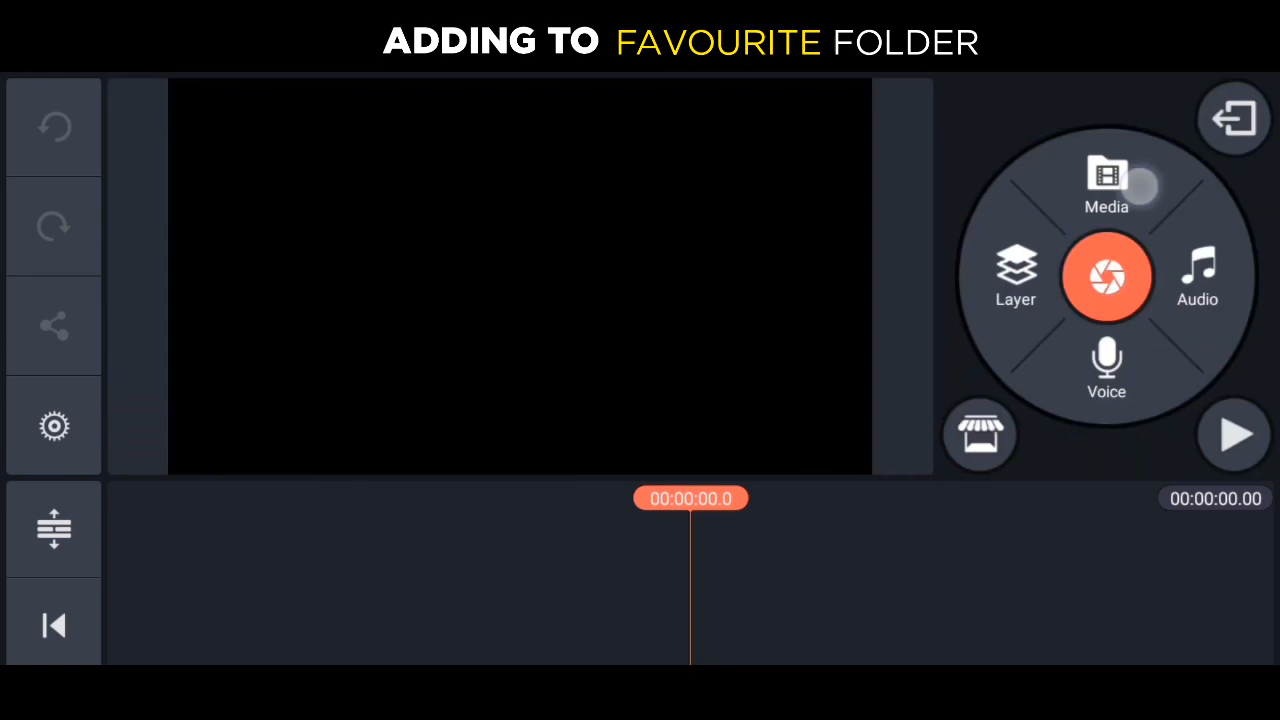 ADDING TO FAVOURITE FOLDER
Media
Layer
Audio
Voice
00:00:00.0
00:00:00.00